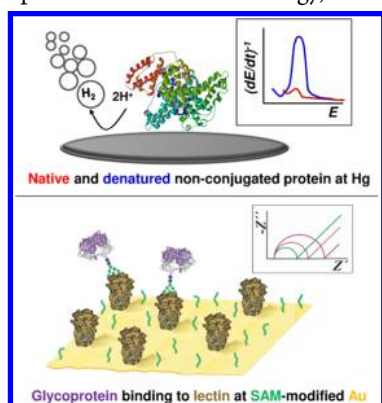 (dE/dt)⁻¹
H₂
2H⁺
E
Native and denatured non-conjugated protein at Hg
-Z''
Z'
Glycoprotein binding to lectin at SAM-modified Au